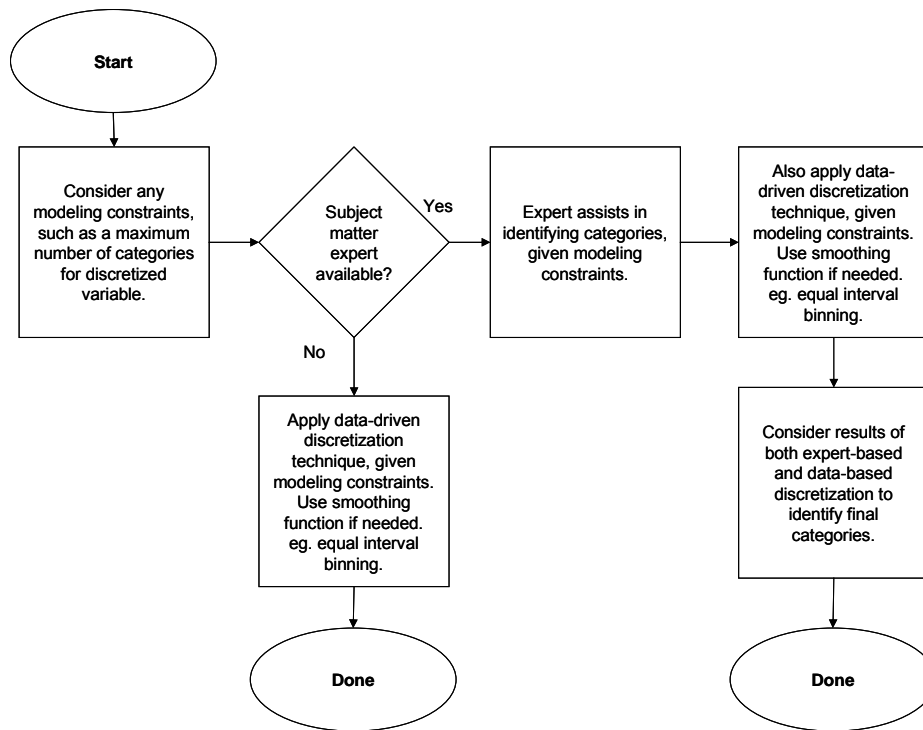 Start
Consider any
modeling constraints,
such as a maximum
number of categories
for discretized
variable.
Subject
matter
expert
available?
Yes
No
Expert assists in
identifying categories,
given modeling
constraints.
Also apply data-
driven discretization
technique, given
modeling constraints.
Use smoothing
function if needed.
eg. equal interval
binning.
Apply data-driven
discretization
technique, given
modeling constraints.
Use smoothing
function if needed.
eg. equal interval
binning.
Consider results of
both expert-based
and data-based
discretization to
identify final
categories.
Done
Done